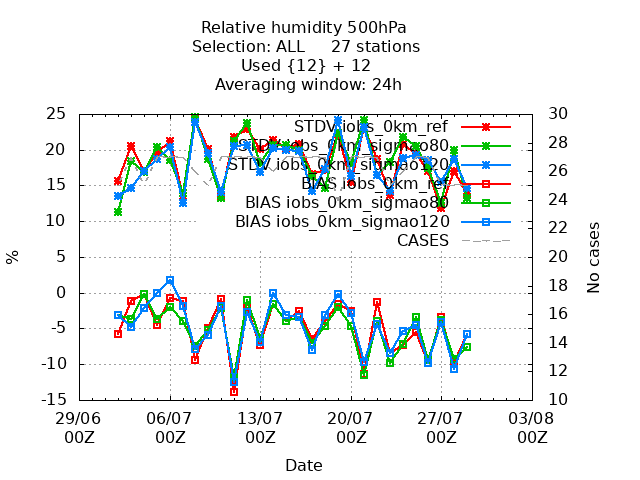 Relative humidity 500hPa
Selection: ALL     27 stations
Used {12} + 12
Averaging window: 24h
25
20
15
10
5
0
-5
-10
-15
%
30
28
26
24
22
20
18
16
14
12
10
No cases
STDV iobs_0km_ref
STDV iobs_0km_sigmao80
STDV iobs_0km_sigmao120
BIAS iobs_0km_ref
BIAS iobs_0km_sigmao80
BIAS iobs_0km_sigmao120
CASES
29/06 06/07 13/07 20/07 27/07 03/08
00Z 00Z 00Z 00Z 00Z 00Z
Date